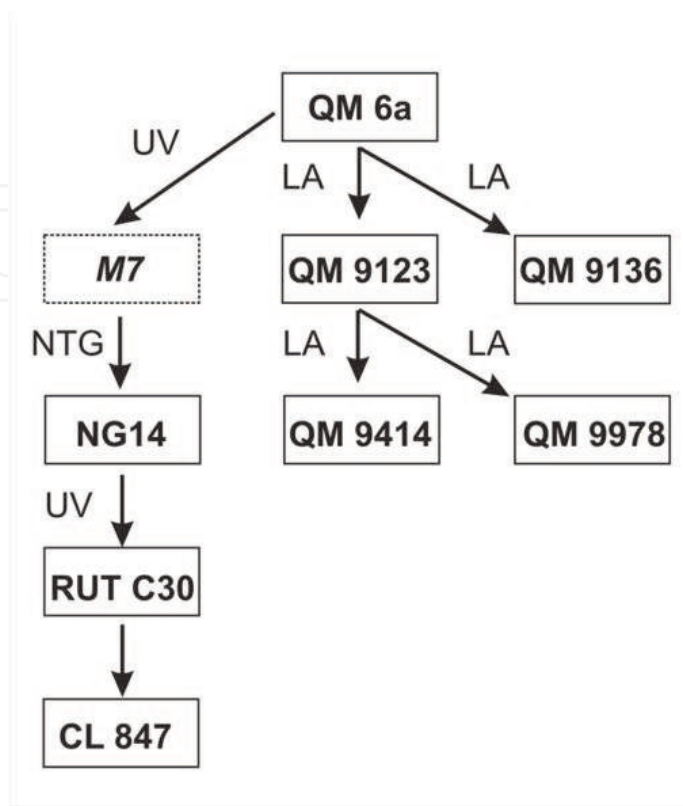 QM 6a
UV
LA
LA
M7
QM 9123
QM 9136
NTG
LA
LA
NG14
QM 9414
QM 9978
UV
RUT C30
CL 847